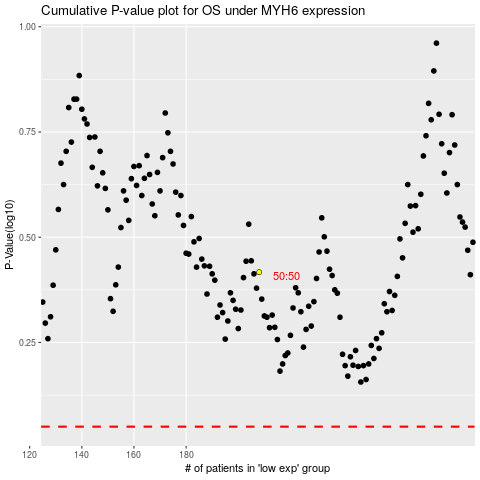 Cumulative P-value plot for OS under MYH6 expression
1.00
0.75
0.50
0.25
P-Value(log10)
50:50
120 140 160 180
# of patients in 'low exp' group